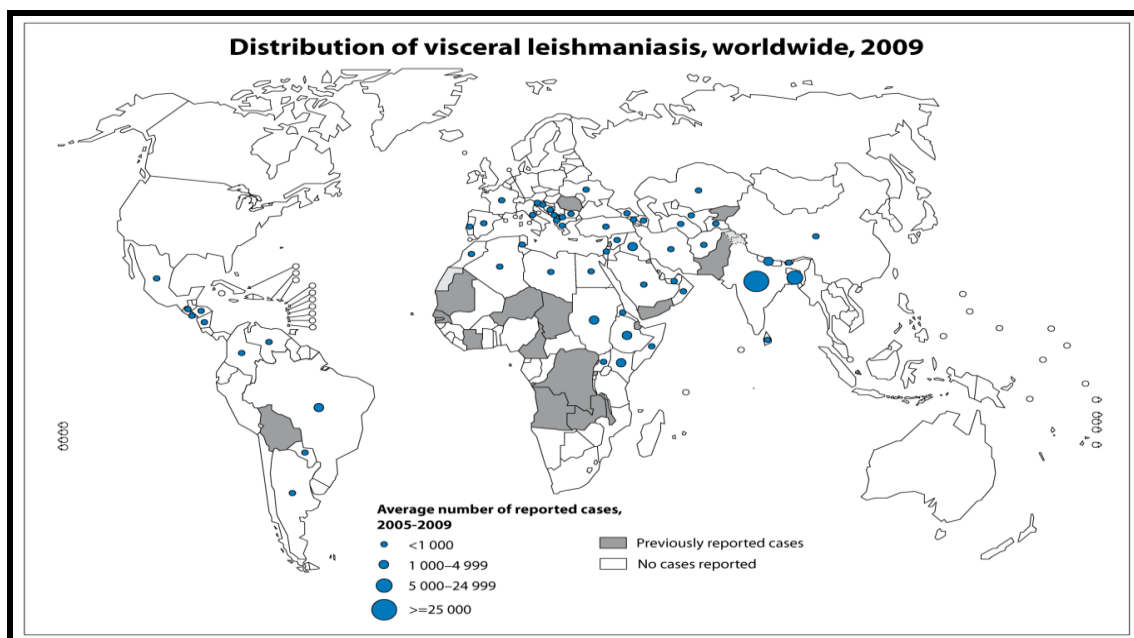 Distribution of visceral leishmaniasis, worldwide, 2009
Average number of reported cases,
2005-2009
<1 000
1 000–4 999
5 000–24 999
>=25 000
Previously reported cases
No cases reported